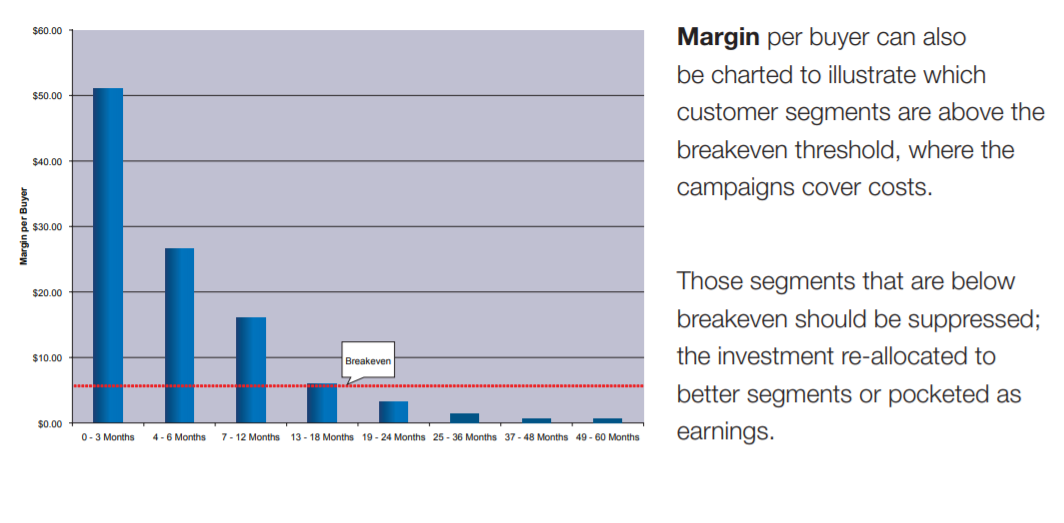 $60.00
$50.00
$40.00
$30.00
$20.00
$10.00
$0.00
Margin per Buyer
Breakeven
0 - 3 Months 4 - 6 Months 7 - 12 Months 13 - 18 Months 19 - 24 Months 25 - 36 Months 37 - 48 Months 49 - 60 Months
Margin per buyer can also
be charted to illustrate which
customer segments are above the
breakeven threshold, where the
campaigns cover costs.
Those segments that are below
breakeven should be suppressed;
the investment re-allocated to
better segments or pocketed as
earnings.